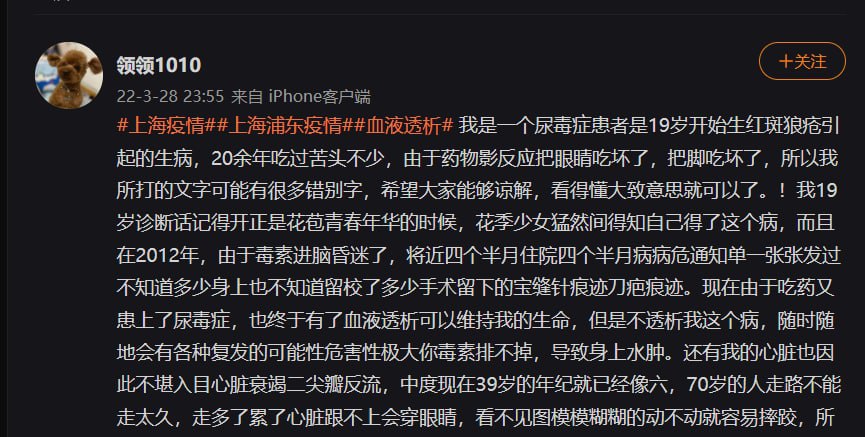 领领1010
+关注
22-3-28 23:55 来自 iPhone客户端
#上海疫情##上海浦东疫情##血液透析# 我是一个尿毒症患者是19岁开始生红斑狼疮引
起的生病，20余年吃过苦头不少，由于药物影反应把眼睛吃坏了，把脚吃坏了，所以我
所打的文字可能有很多错别字，希望大家能够谅解，看得懂大致意思就可以了。！我19
岁诊断话记得开正是花苞青春年华的时候，花季少女猛然间得知自己得了这个病，而且
在2012年，由于毒素进脑昏迷了，将近四个半月住院四个半月病病危通知单一张张发过
不知道多少身上也不知道留校了多少手术留下的宝缝针痕迹刀疤痕迹。现在由于吃药又
患上了尿毒症，也终于有了血液透析可以维持我的生命，但是不透析我这个病，随时随
地会有各种复发的可能性危害性极大你毒素排不掉，导致身上水肿。还有我的心脏也因
此不堪入目心脏衰竭二尖瓣反流，中度现在39岁的年纪就已经像六，70岁的人走路不能
走太久，走多了累了心脏跟不上会穿眼睛，看不见图模模糊糊的动不动就容易摔跤，所